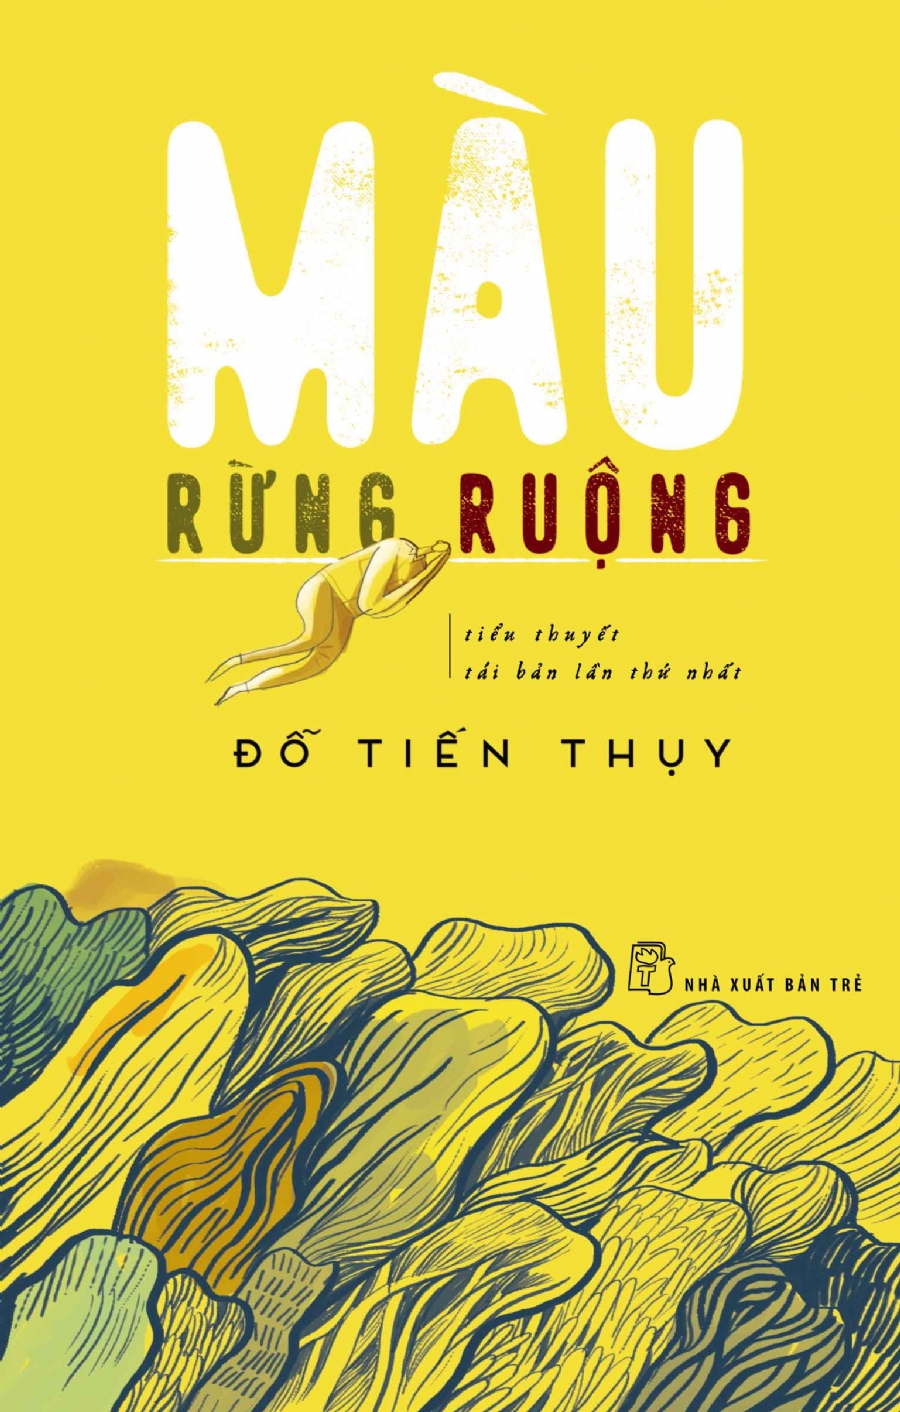 MÀU
RỪNG RUỘNG
tiểu thuyết
tái bản lần thứ nhất
ĐỖ TIẾN THỤY
T
NHÀ XUẤT BẢN TRẺ